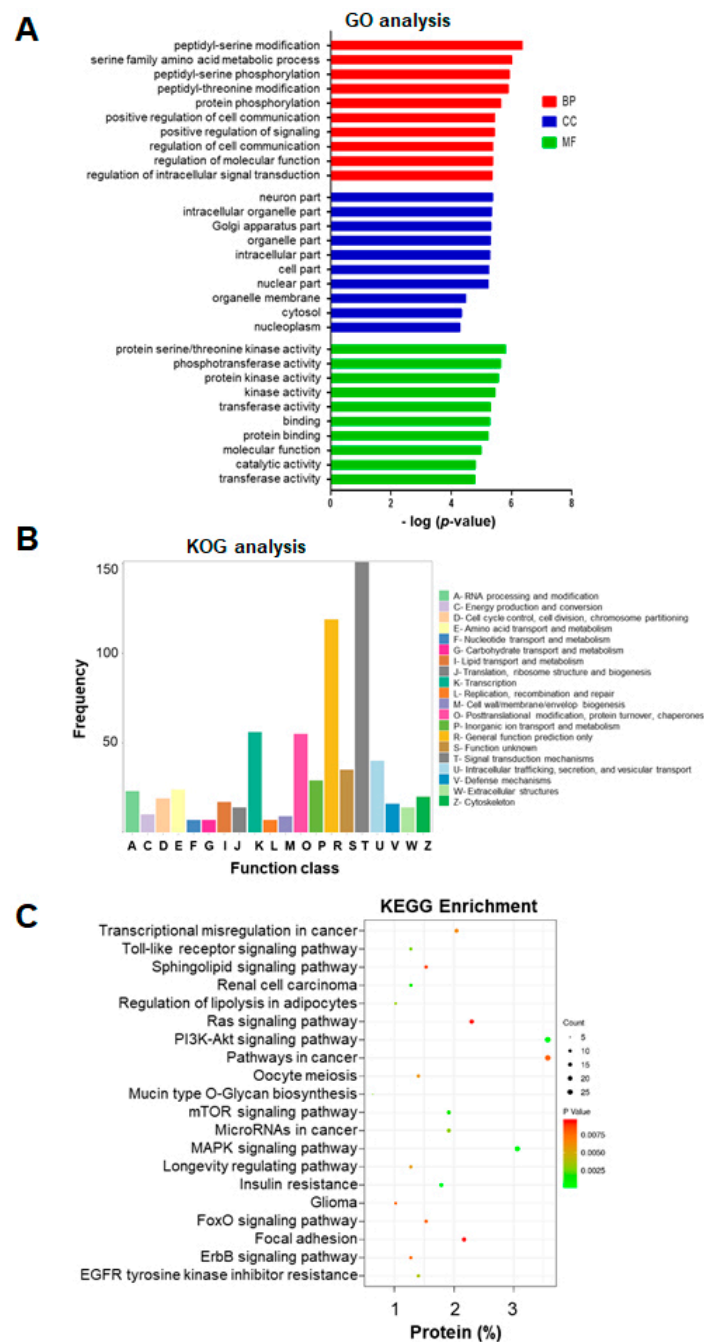 A
GO analysis
peptidyl-serine modification
serine family amino acid metabolic process
peptidyl-serine phosphorylation
peptidyl-threonine modification
protein phosphorylation
positive regulation of cell communication
positive regulation of signaling
regulation of cell communication
regulation of molecular function
regulation of intracellular signal transduction
neuron part
intracellular organelle part
Golgi apparatus part
organelle part
intracellular part
cell part
nuclear part
organelle membrane
cytosol
nucleoplasm
protein serine/threonine kinase activity
phosphotransferase activity
protein kinase activity
kinase activity
transferase activity
binding
protein binding
molecular function
catalytic activity
transferase activity
BP
CC
MF
0 2 4 6 8
- log (p-value)
B
KOG analysis
150
100
50
Frequency
A C D E F G I J K L M O P R S T U V W Z
Function class
A- RNA processing and modification
C- Energy production and conversion
D- Cell cycle control, cell division, chromosome partitioning
E- Amino acid transport and metabolism
F- Nucleotide transport and metabolism
G- Carbohydrate transport and metabolism
I- Lipid transport and metabolism
J- Translation, ribosome structure and biogenesis
K- Transcription
L- Replication, recombination and repair
M- Cell wall/membrane/envelop biogenesis
O- Posttranslational modification, protein turnover, chaperones
P- Inorganic ion transport and metabolism
R- General function prediction only
S- Function unknown
T- Signal transduction mechanisms
U- Intracellular trafficking, secretion, and vesicular transport
V- Defense mechanisms
W- Extracellular structures
Z- Cytoskeleton
C
KEGG Enrichment
Transcriptional misregulation in cancer
Toll-like receptor signaling pathway
Sphingolipid signaling pathway
Renal cell carcinoma
Regulation of lipolysis in adipocytes
Ras signaling pathway
PI3K-Akt signaling pathway
Pathways in cancer
Oocyte meiosis
Mucin type O-Glycan biosynthesis
mTOR signaling pathway
MicroRNAs in cancer
MAPK signaling pathway
Longevity regulating pathway
Insulin resistance
Glioma
FoxO signaling pathway
Focal adhesion
ErbB signaling pathway
EGFR tyrosine kinase inhibitor resistance
1 2 3
Protein (%)
Count
5
10
15
20
25
P Value
0.0075
0.0050
0.0025